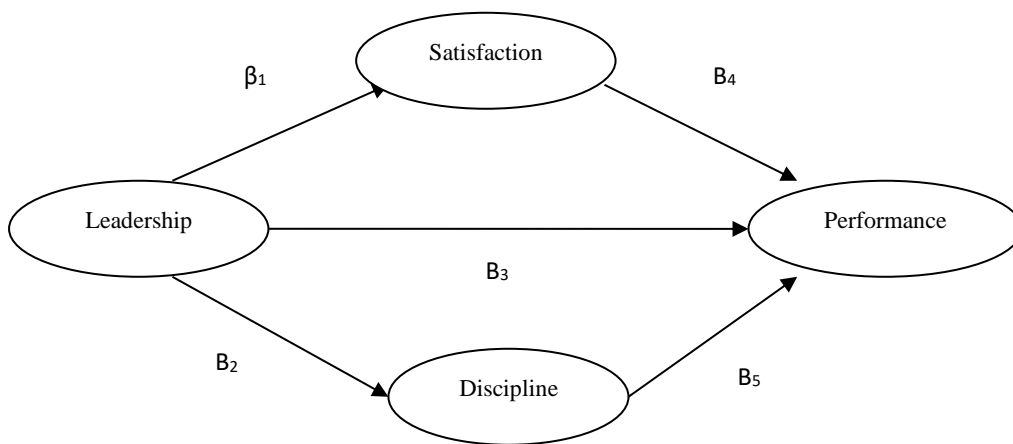 Satisfaction
β₁
B₄
Leadership
Performance
B₃
B₂
Discipline
B₅